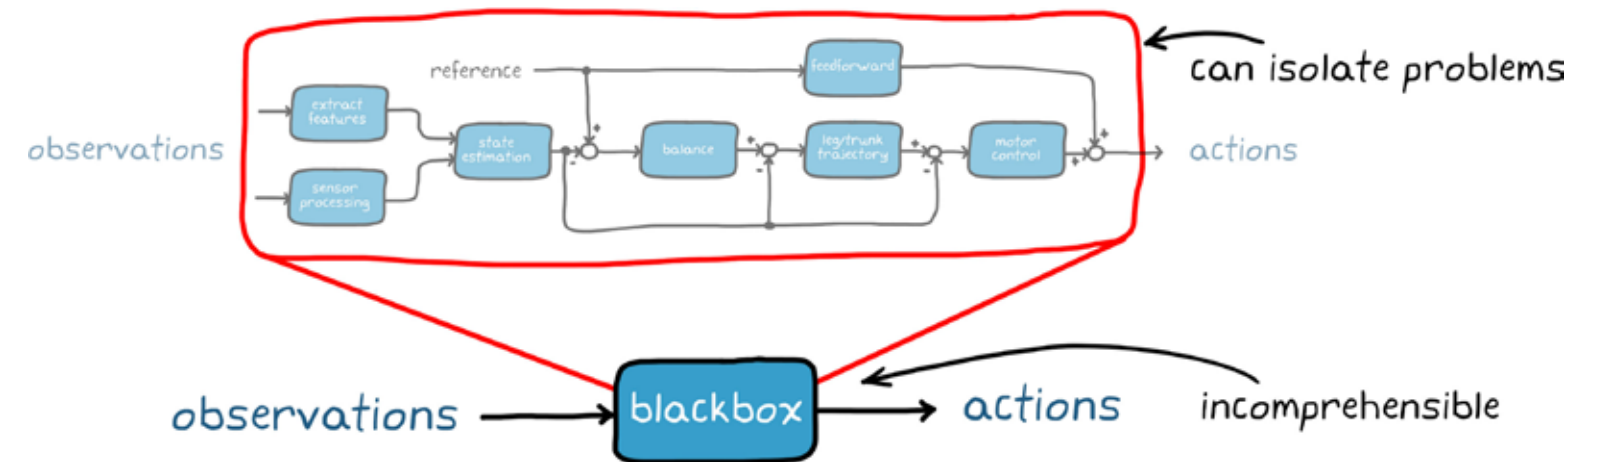 can isolate problems
reference
feedforward
extract
features
observations
state
estimation
+
-
balance
+
-
leg/trunk
trajectory
+
-
motor
control
+
+
actions
sensor
processing
observations
blackbox
actions
incomprehensible